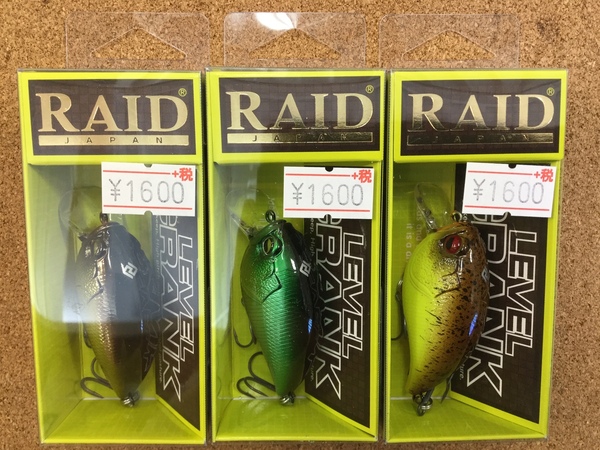 RAID®
JAPAN
+税
¥1600
LEVEL
CRANK
RAID®
JAPAN
+税
¥1600
LEVEL
CRANK
RAID®
JAPAN
+税
¥1600
LEVEL
CRANK